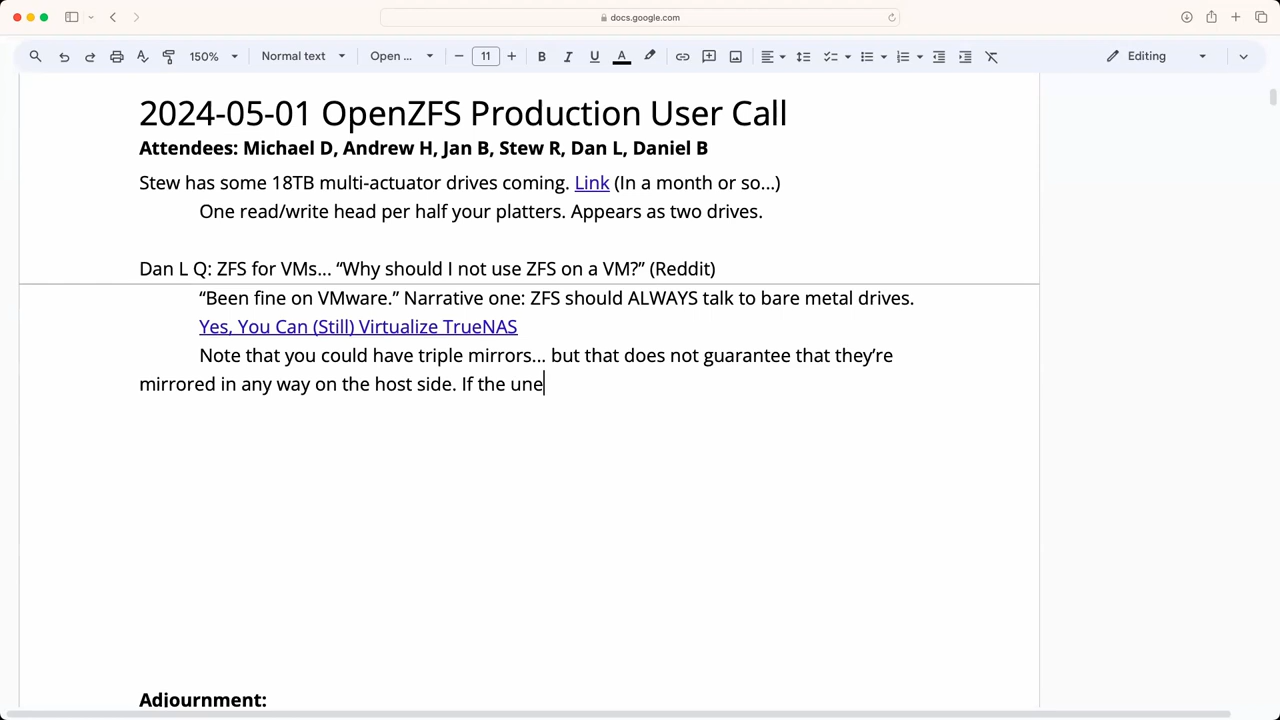 docs.google.com
150%
Normal text
Open ...
11
B
I
U
A
Editing
2024-05-01 OpenZFS Production User Call
Attendees: Michael D, Andrew H, Jan B, Stew R, Dan L, Daniel B
Stew has some 18TB multi-actuator drives coming. Link (In a month or so...)
One read/write head per half your platters. Appears as two drives.
Dan L Q: ZFS for VMs... “Why should I not use ZFS on a VM?” (Reddit)
“Been fine on VMware.” Narrative one: ZFS should ALWAYS talk to bare metal drives.
Yes, You Can (Still) Virtualize TrueNAS
Note that you could have triple mirrors... but that does not guarantee that they’re
mirrored in any way on the host side. If the une
Adjournment: